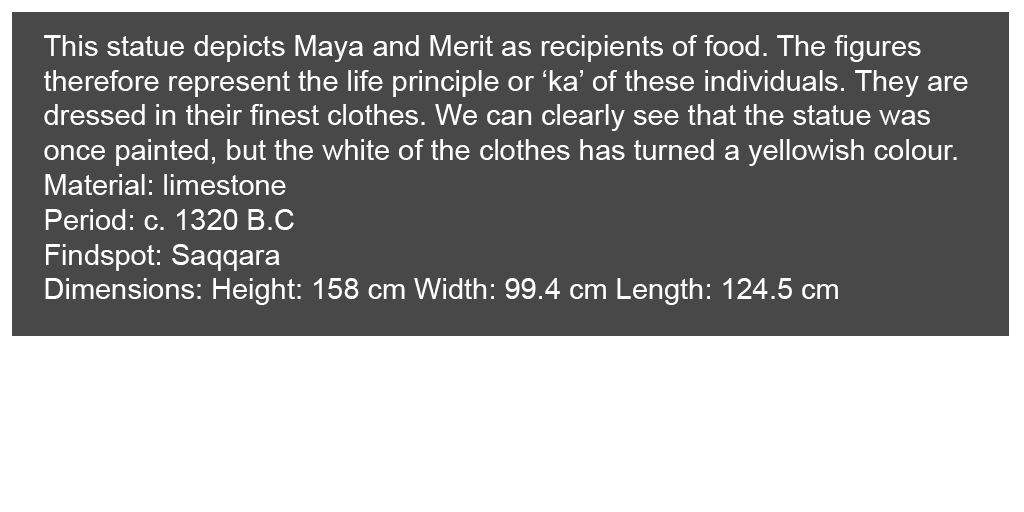 This statue depicts Maya and Merit as recipients of food. The figures
therefore represent the life principle or ‘ka’ of these individuals. They are
dressed in their finest clothes. We can clearly see that the statue was
once painted, but the white of the clothes has turned a yellowish colour.
Material: limestone
Period: c. 1320 B.C
Findspot: Saqqara
Dimensions: Height: 158 cm Width: 99.4 cm Length: 124.5 cm